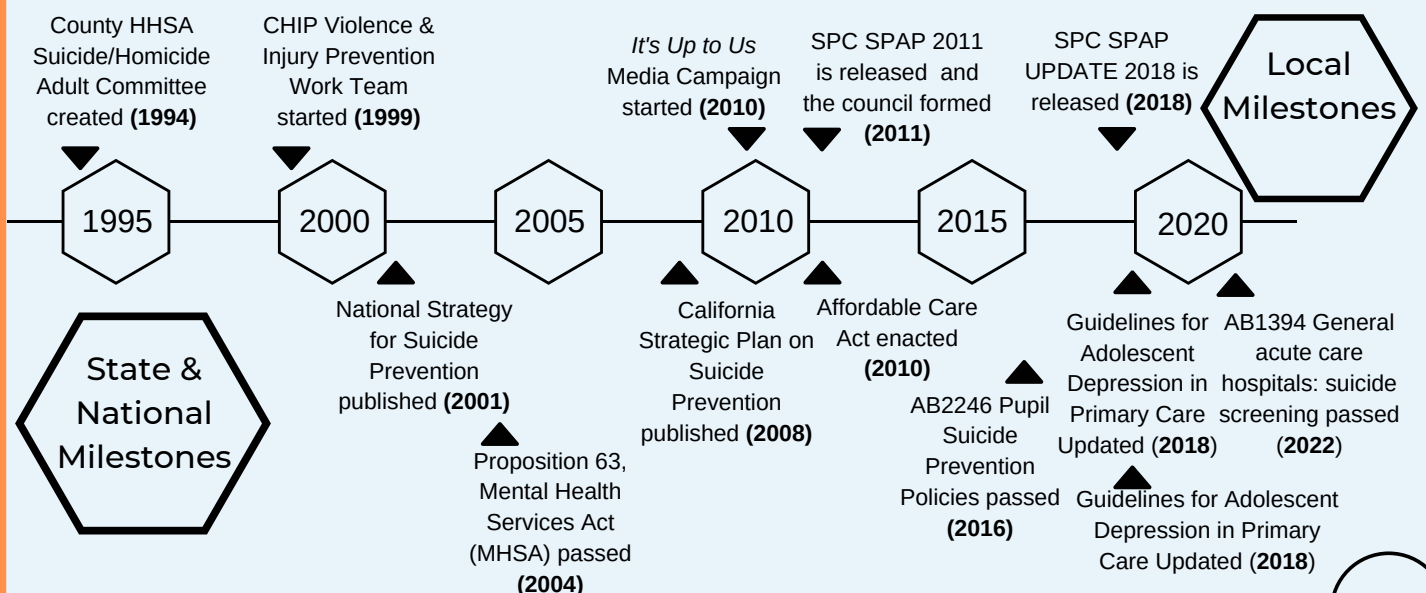 County HHSA
Suicide/Homicide
Adult Committee
created (1994)
CHIP Violence &
Injury Prevention
Work Team
started (1999)
It's Up to Us
Media Campaign
started (2010)
SPC SPAP 2011
is released and
the council formed
(2011)
SPC SPAP
UPDATE 2018 is
released (2018)
Local
Milestones
1995
2000
2005
2010
2015
2020
State &
National
Milestones
National Strategy
for Suicide
Prevention
published (2001)
Proposition 63,
Mental Health
Services Act
(MHSA) passed
(2004)
California
Strategic Plan on
Suicide
Prevention
published (2008)
Affordable Care
Act enacted
(2010)
AB2246 Pupil
Suicide
Prevention
Policies passed
(2016)
Guidelines for
Adolescent
Depression in
Primary Care
Updated (2018)
AB1394 General
acute care
hospitals: suicide
screening passed
(2022)
Guidelines for Adolescent
Depression in Primary
Care Updated (2018)